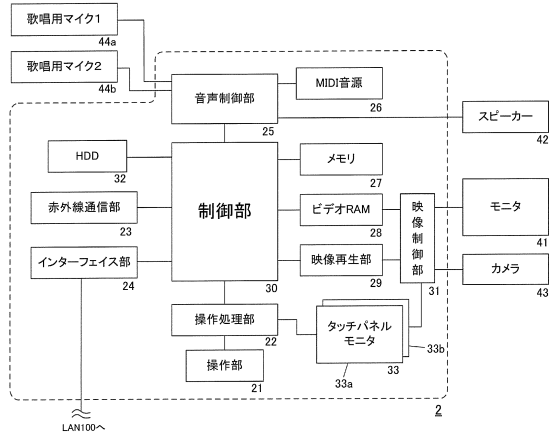 歌唱用マイク1
44a
歌唱用マイク2
44b
音声制御部
25
MIDI音源
26
スピーカー
42
HDD
32
制御部
30
メモリ
27
赤外線通信部
23
ビデオRAM
28
映像制御部
31
モニタ
41
インターフェイス部
24
映像再生部
29
カメラ
43
操作処理部
22
タッチパネル
モニタ
33
33a
33b
操作部
21
2
LAN100へ